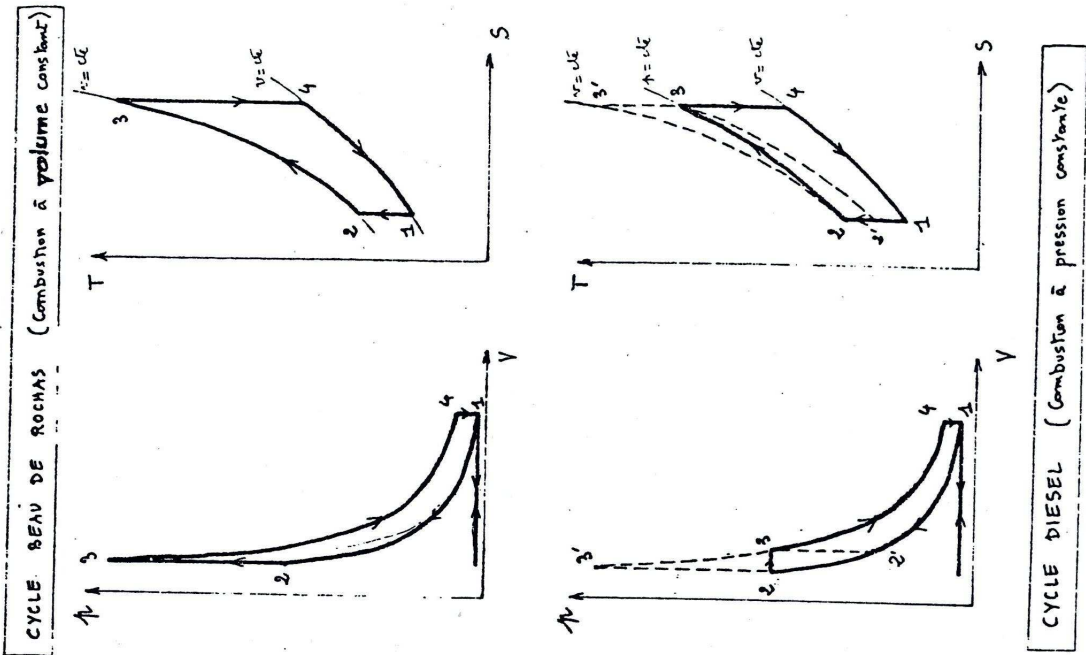 CYCLE BEAU DE ROCHAS (Combustion à volume constant)
p
3
2
4
1
V
T
v=cte
3
v=cte
4
2
1
S
p
3'
2
3
2'
4
1
V
T
v=cte
3'
p=cte
3
v=cte
4
2
2'
1
S
CYCLE DIESEL (Combustion à pression constante)